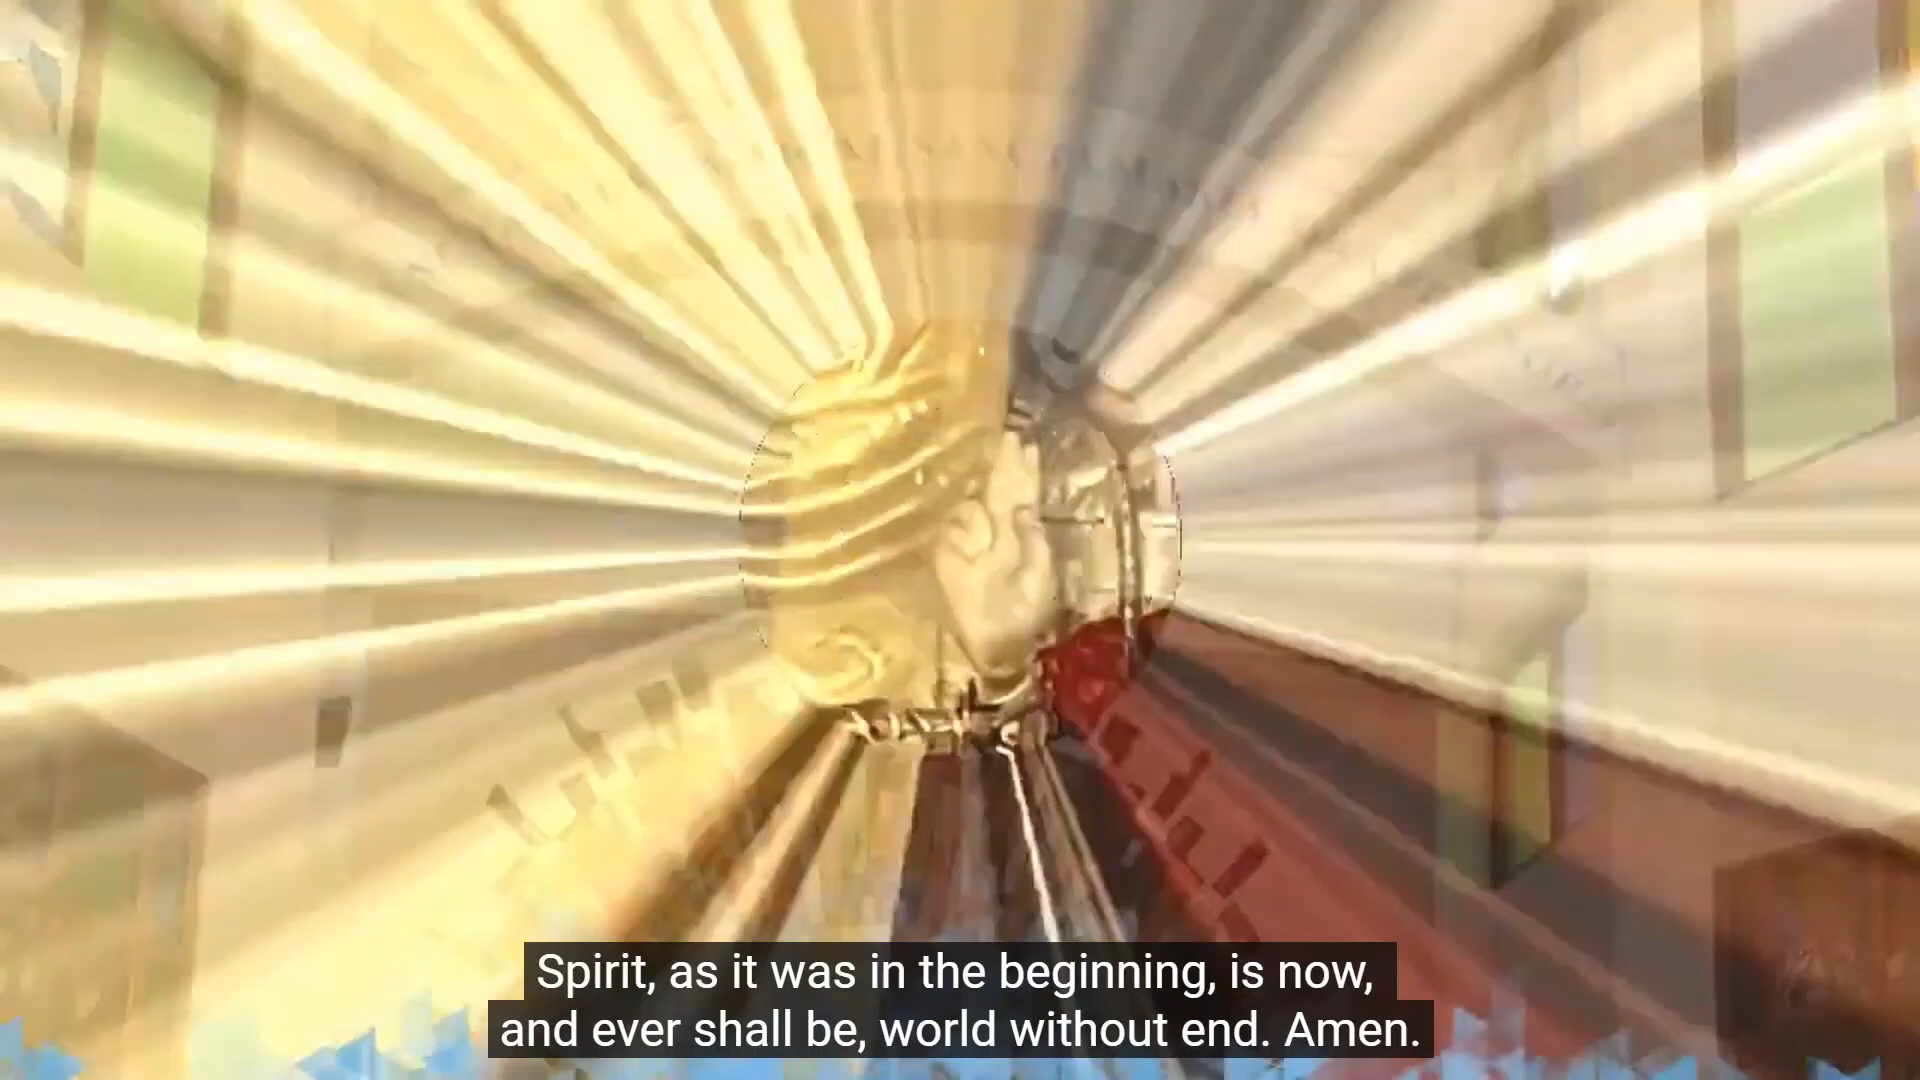 Spirit, as it was in the beginning, is now,
and ever shall be, world without end. Amen.